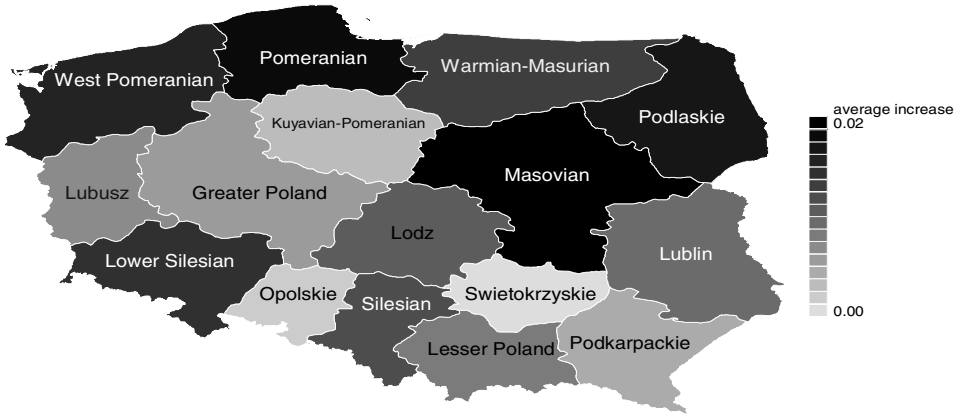 Pomeranian
West Pomeranian
Warmian-Masurian
Podlaskie
Kuyavian-Pomeranian
Lubusz
Greater Poland
Masovian
Lodz
Lublin
Lower Silesian
Opolskie
Silesian
Swietokrzyskie
Lesser Poland
Podkarpackie
average increase
0.02
0.00